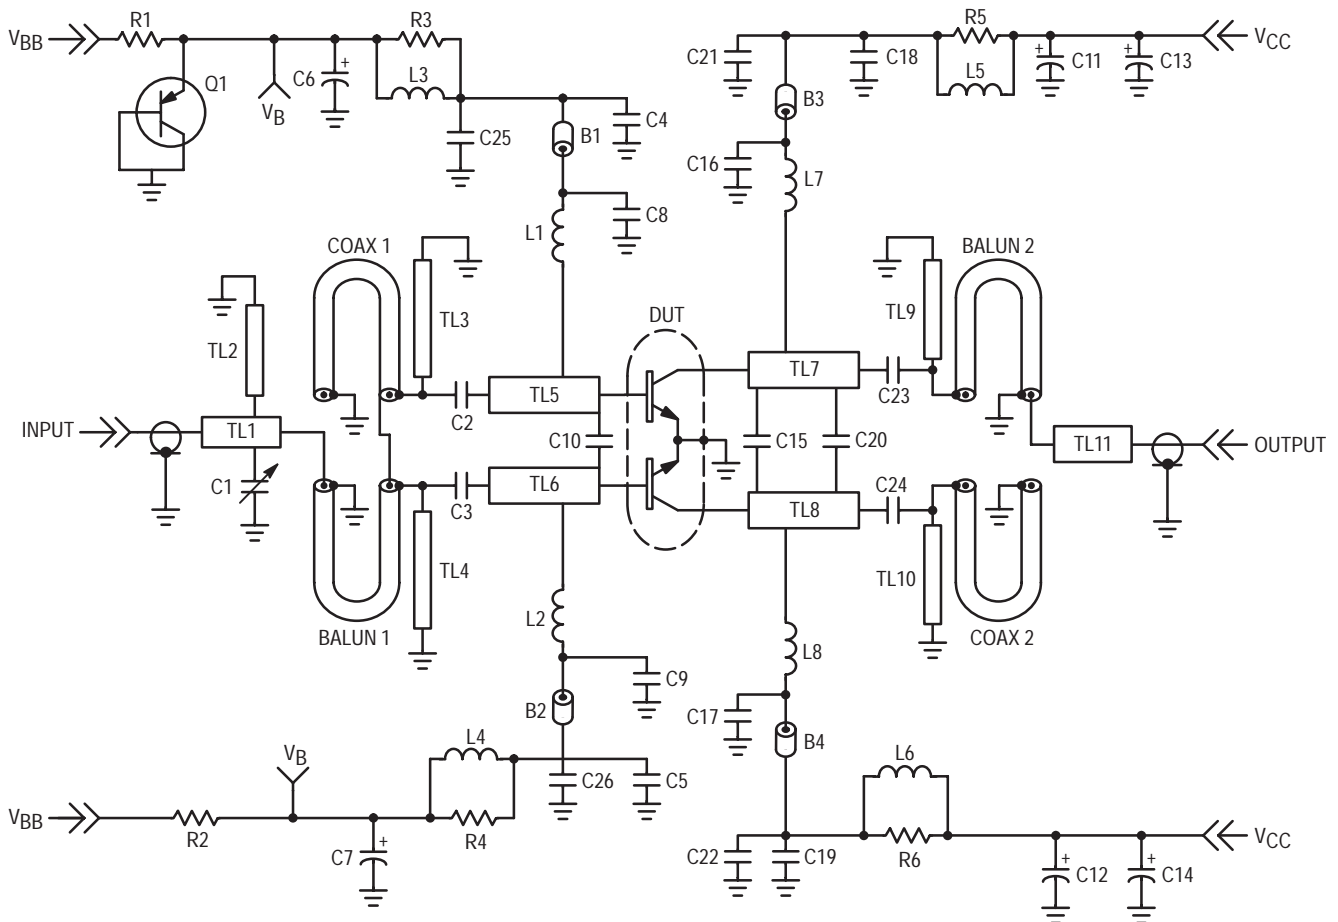 R1
R3
R5
VBB
VCC
C21
C18
C11
C13
Q1
C6
+
L3
L5
+
+
VB
C25
B1
C4
B3
C16
L7
C8
L1
COAX 1
BALUN 2
TL2
TL3
DUT
TL9
TL5
TL7
C2
C23
INPUT
TL1
C10
C15
C20
TL11
OUTPUT
C1
C3
TL6
C24
TL8
TL4
TL10
BALUN 1
L2
COAX 2
L8
C9
B2
C17
B4
VB
L4
L6
C26
C5
VBB
R2
R4
VCC
C7
+
C22
C19
R6
+
C12
+
C14